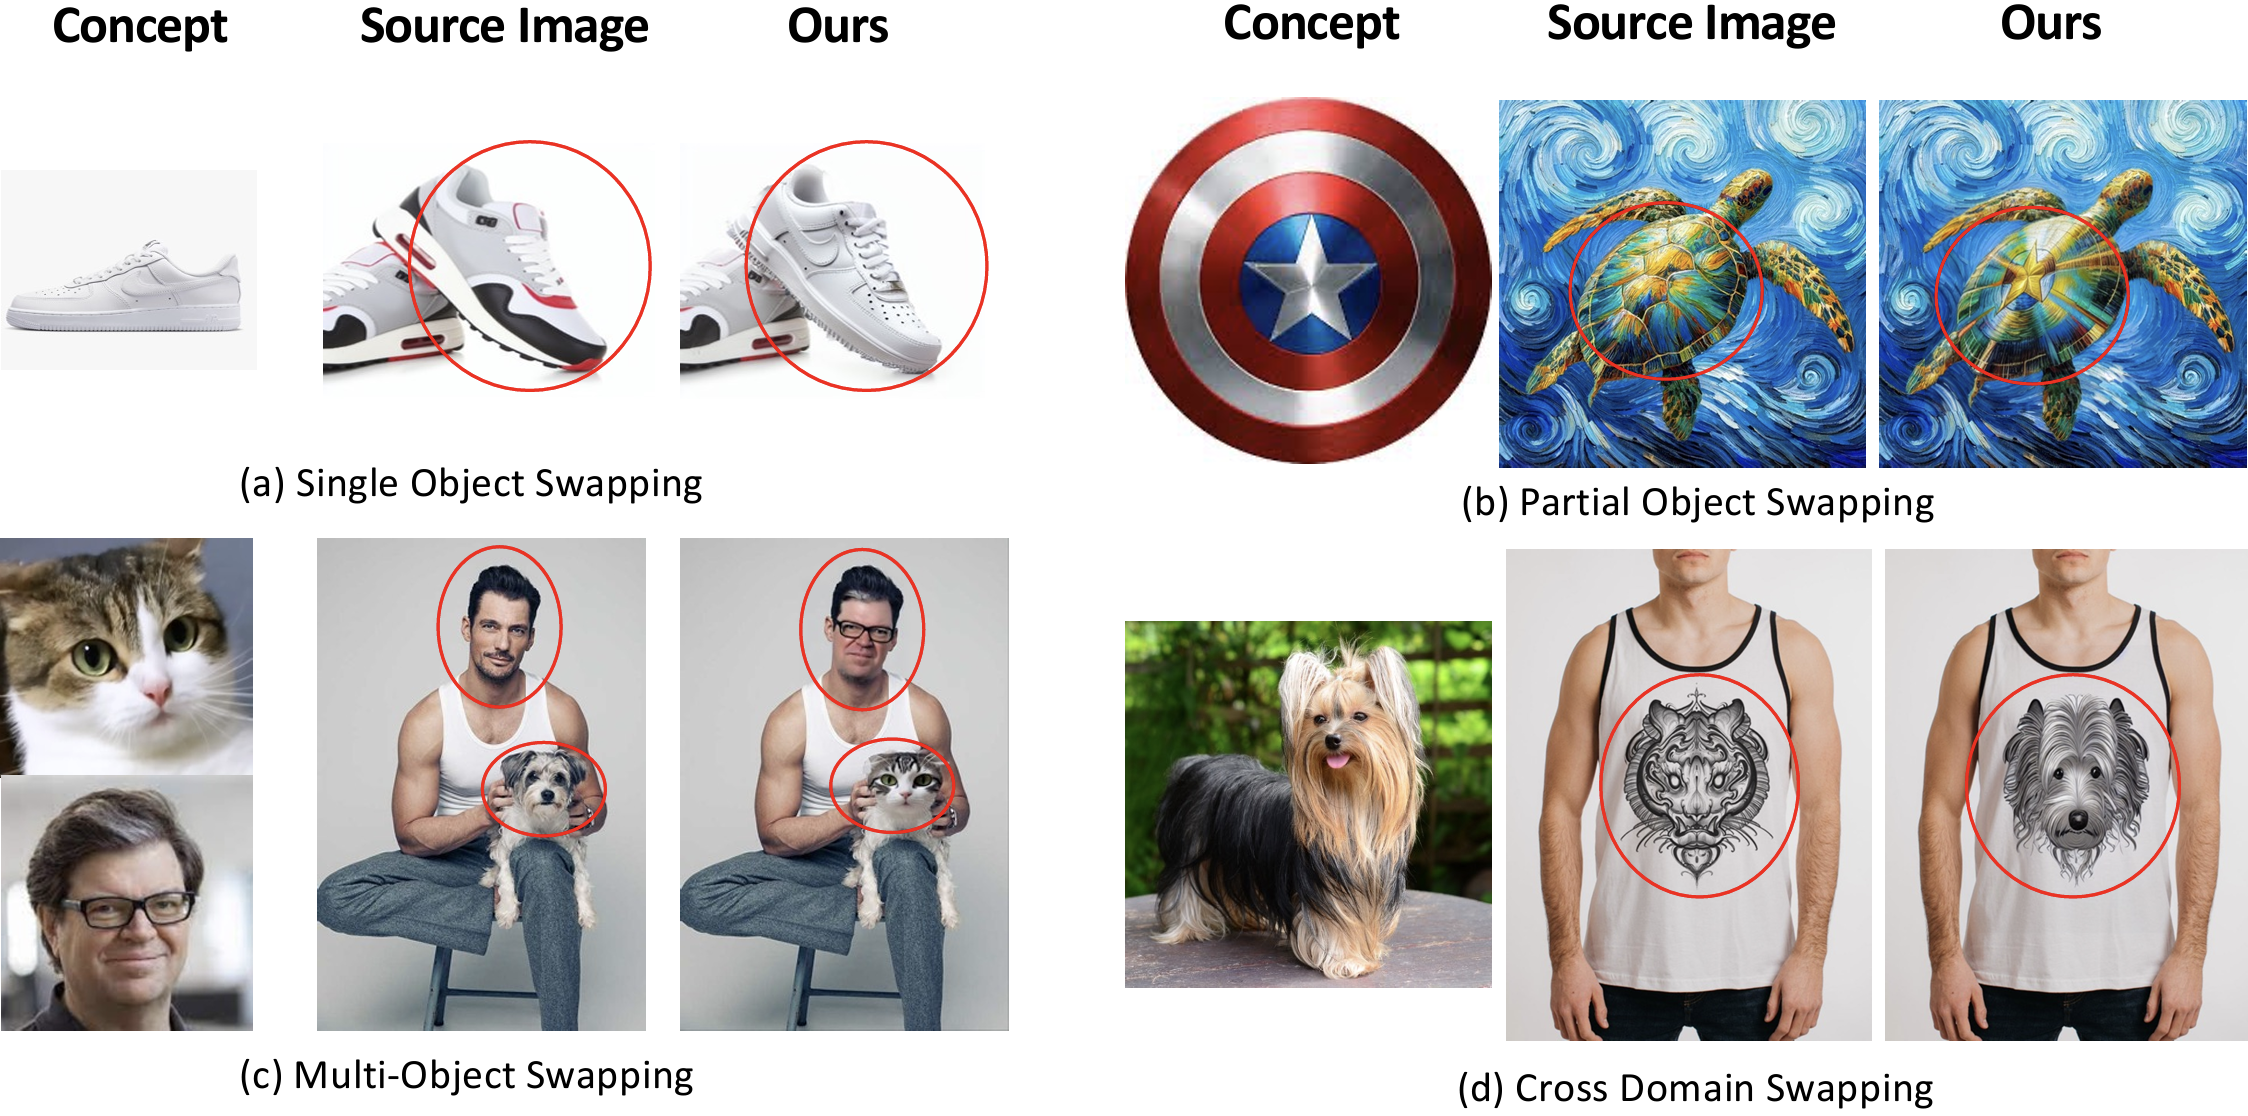 Concept Source Image Ours
Concept Source Image Ours
(a) Single Object Swapping
(b) Partial Object Swapping
(c) Multi-Object Swapping
(d) Cross Domain Swapping